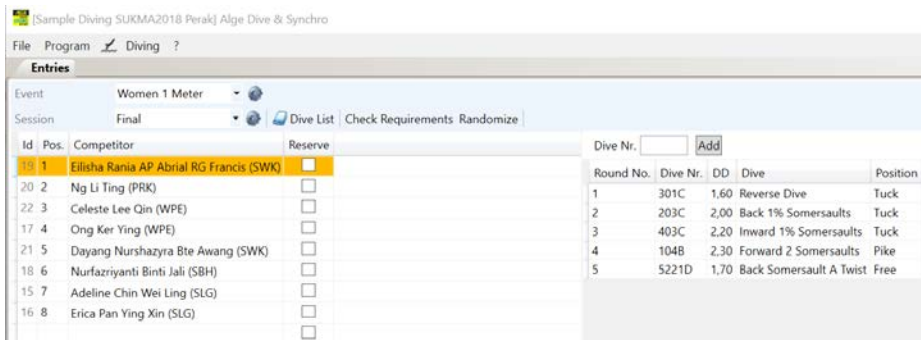 [Sample Diving SUKMA2018 Perak] Alge Dive & Synchro
File Program Diving ?
Entries
Event Women 1 Meter
Session Final Dive List Check Requirements Randomize
Id Pos. Competitor Reserve
19 1 Eilisha Rania AP Abrial RG Francis (SWK)
20 2 Ng Li Ting (PRK)
22 3 Celeste Lee Qin (WPE)
17 4 Ong Ker Ying (WPE)
21 5 Dayang Nurshazyra Bte Awang (SWK)
18 6 Nurfazriyanti Binti Jali (SBH)
15 7 Adeline Chin Wei Ling (SLG)
16 8 Erica Pan Ying Xin (SLG)
Dive Nr. Add
Round No. Dive Nr. DD Dive Position
1 301C 1,60 Reverse Dive Tuck
2 203C 2,00 Back 1½ Somersaults Tuck
3 403C 2,20 Inward 1½ Somersaults Tuck
4 104B 2,30 Forward 2 Somersaults Pike
5 5221D 1,70 Back Somersault A Twist Free